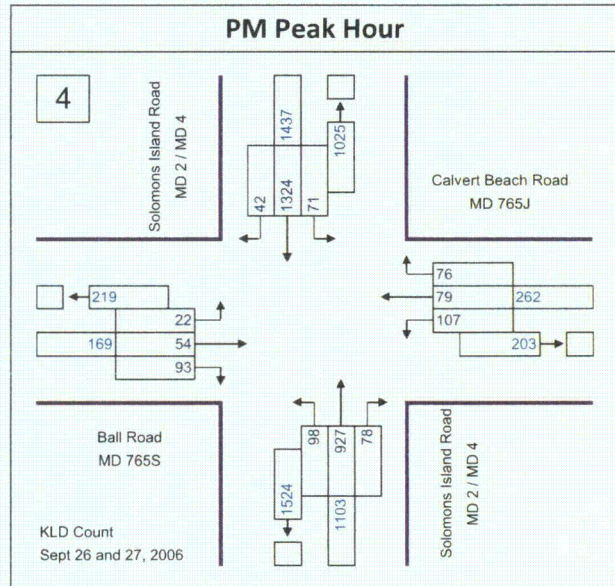 PM Peak Hour
4
Solomons Island Road
MD 2 / MD 4
1437
1025
42
1324
71
Calvert Beach Road
MD 765J
219
22
169
54
93
76
79
262
107
203
Ball Road
MD 765S
98
927
78
1524
1103
Solomons Island Road
MD 2 / MD 4
KLD Count
Sept 26 and 27, 2006